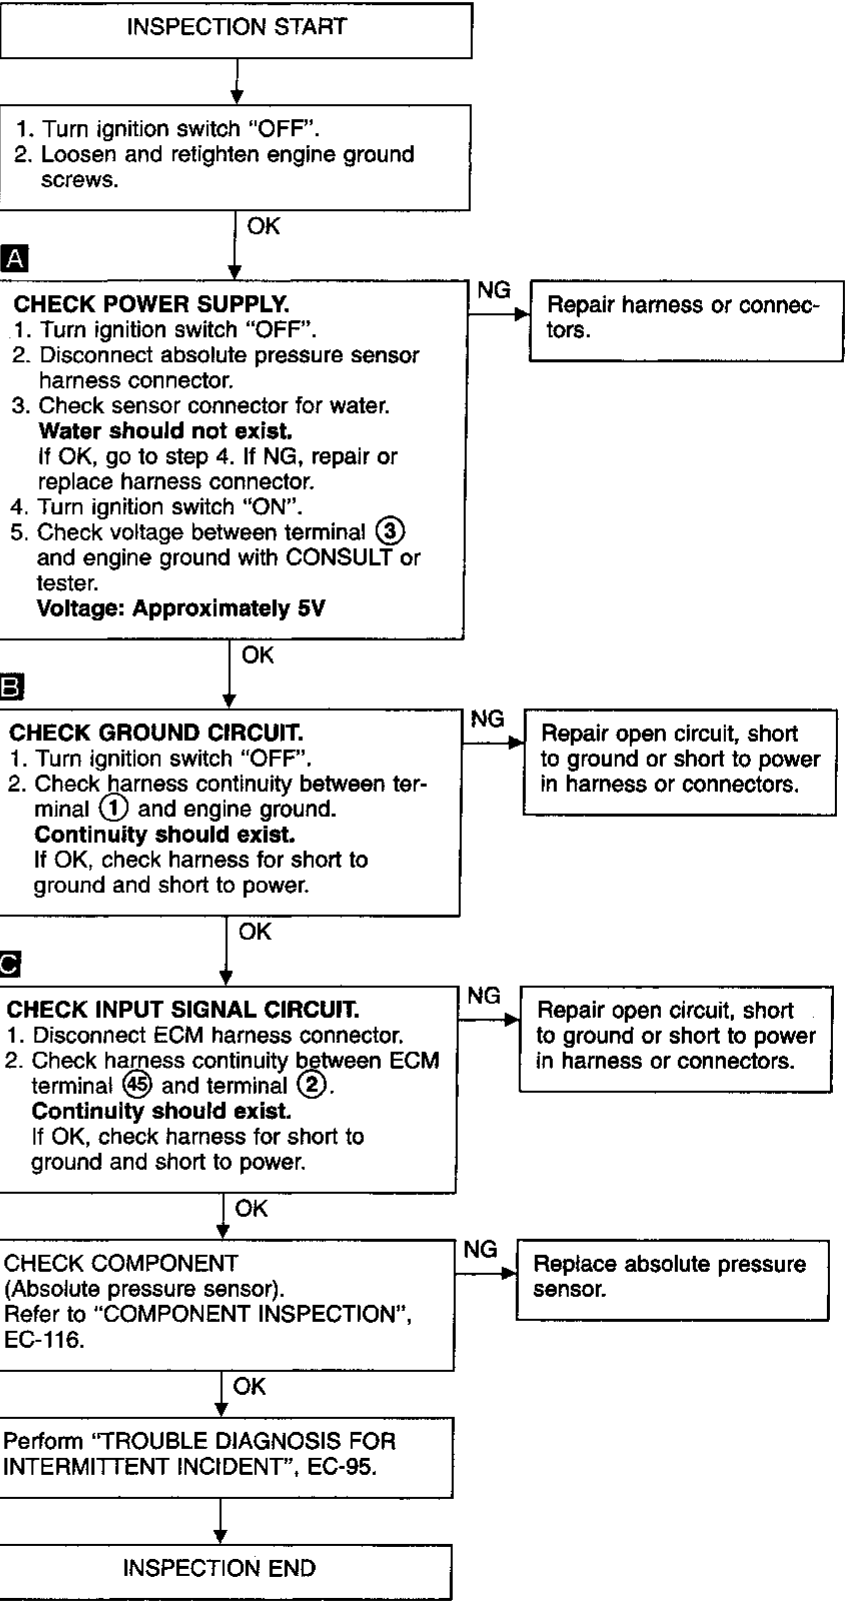 INSPECTION START
1. Turn ignition switch “OFF”.
2. Loosen and retighten engine ground
screws.
OK
A
CHECK POWER SUPPLY.
1. Turn ignition switch “OFF”.
2. Disconnect absolute pressure sensor
harness connector.
3. Check sensor connector for water.
Water should not exist.
If OK, go to step 4. If NG, repair or
replace harness connector.
4. Turn ignition switch “ON”.
5. Check voltage between terminal ③
and engine ground with CONSULT or
tester.
Voltage: Approximately 5V
NG
Repair harness or connec-
tors.
OK
B
CHECK GROUND CIRCUIT.
1. Turn ignition switch “OFF”.
2. Check harness continuity between ter-
minal ① and engine ground.
Continuity should exist.
If OK, check harness for short to
ground and short to power.
NG
Repair open circuit, short
to ground or short to power
in harness or connectors.
OK
C
CHECK INPUT SIGNAL CIRCUIT.
1. Disconnect ECM harness connector.
2. Check harness continuity between ECM
terminal ㊺ and terminal ②.
Continuity should exist.
If OK, check harness for short to
ground and short to power.
NG
Repair open circuit, short
to ground or short to power
in harness or connectors.
OK
CHECK COMPONENT
(Absolute pressure sensor).
Refer to “COMPONENT INSPECTION”,
EC-116.
NG
Replace absolute pressure
sensor.
OK
Perform “TROUBLE DIAGNOSIS FOR
INTERMITTENT INCIDENT”, EC-95.
INSPECTION END